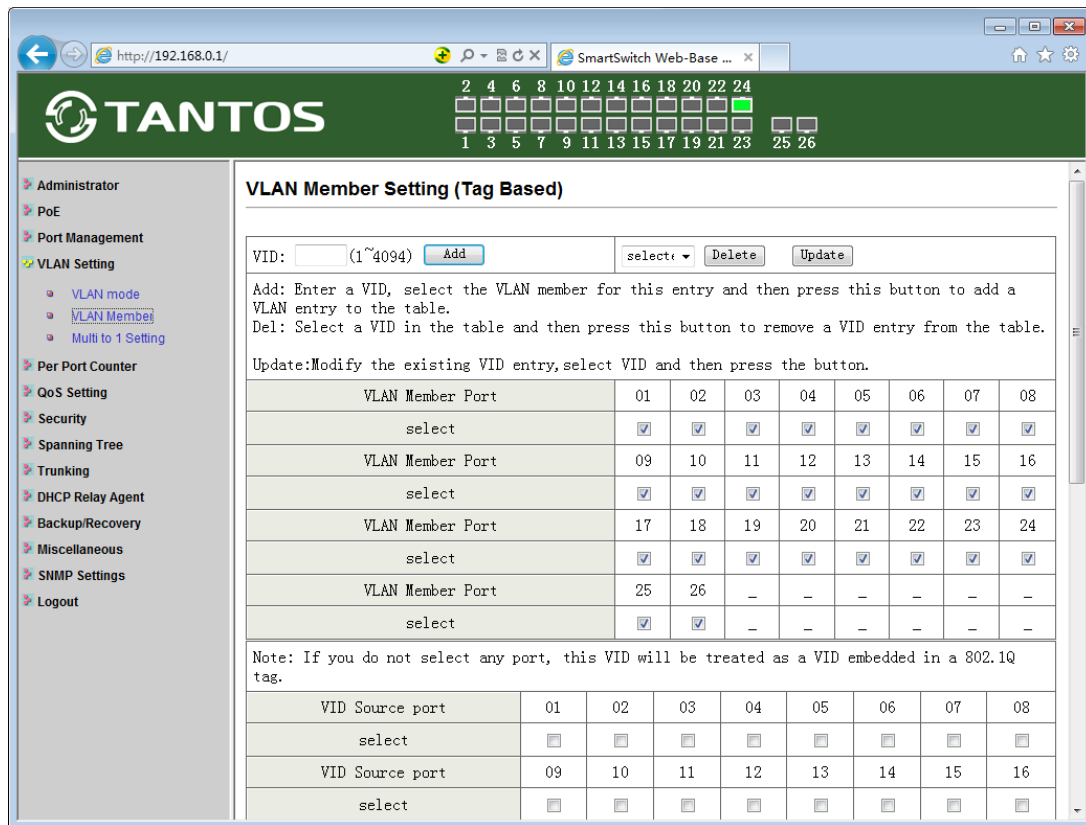 http://192.168.0.1/
SmartSwitch Web-Base ...
TANTOS
2 4 6 8 10 12 14 16 18 20 22 24
1 3 5 7 9 11 13 15 17 19 21 23 25 26
Administrator
PoE
Port Management
VLAN Setting
VLAN mode
VLAN Member
Multi to 1 Setting
Per Port Counter
QoS Setting
Security
Spanning Tree
Trunking
DHCP Relay Agent
Backup/Recovery
Miscellaneous
SNMP Settings
Logout
VLAN Member Setting (Tag Based)
VID: (1~4094) Add Delete Update
Add: Enter a VID, select the VLAN member for this entry and then press this button to add a
VLAN entry to the table.
Del: Select a VID in the table and then press this button to remove a VID entry from the table.
Update:Modify the existing VID entry,select VID and then press the button.
VLAN Member Port 01 02 03 04 05 06 07 08
select
VLAN Member Port 09 10 11 12 13 14 15 16
select
VLAN Member Port 17 18 19 20 21 22 23 24
select
VLAN Member Port 25 26 _ _ _ _ _ _
select _ _ _ _ _ _
Note: If you do not select any port, this VID will be treated as a VID embedded in a 802.1Q
tag.
VID Source port 01 02 03 04 05 06 07 08
select
VID Source port 09 10 11 12 13 14 15 16
select